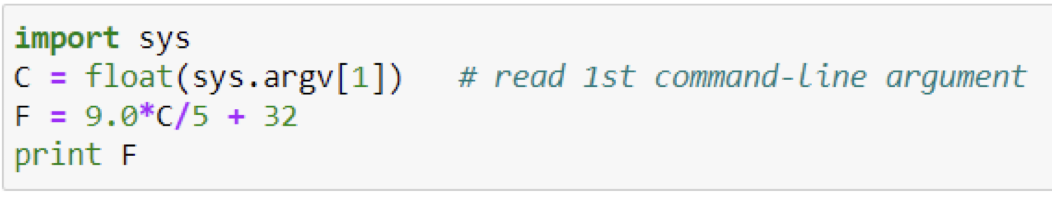 import sys
C = float(sys.argv[1])   # read 1st command-line argument
F = 9.0*C/5 + 32
print F